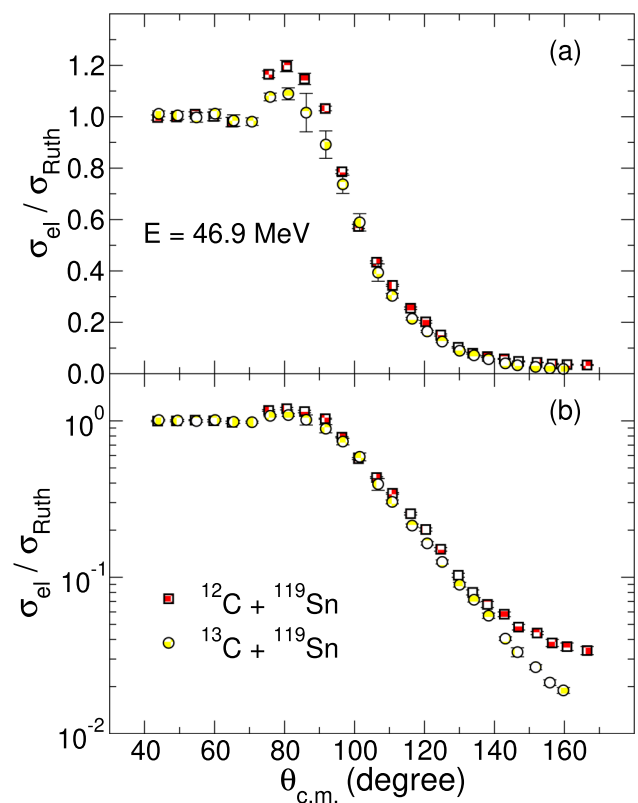 (a)
1.2
1.0
0.8
0.6
0.4
0.2
0.0
σel / σRuth
E = 46.9 MeV
(b)
10⁰
10⁻¹
10⁻²
σel / σRuth
¹²C + ¹¹⁹Sn
¹³C + ¹¹⁹Sn
40 60 80 100 120 140 160
θc.m. (degree)